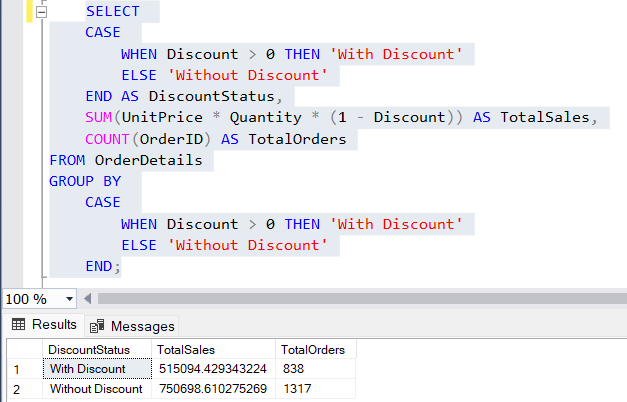 SELECT
CASE
WHEN Discount > 0 THEN 'With Discount'
ELSE 'Without Discount'
END AS DiscountStatus,
SUM(UnitPrice * Quantity * (1 - Discount)) AS TotalSales,
COUNT(OrderID) AS TotalOrders
FROM OrderDetails
GROUP BY
CASE
WHEN Discount > 0 THEN 'With Discount'
ELSE 'Without Discount'
END;
100 %
Results Messages
DiscountStatus TotalSales TotalOrders
1 With Discount 515094.429343224 838
2 Without Discount 750698.610275269 1317